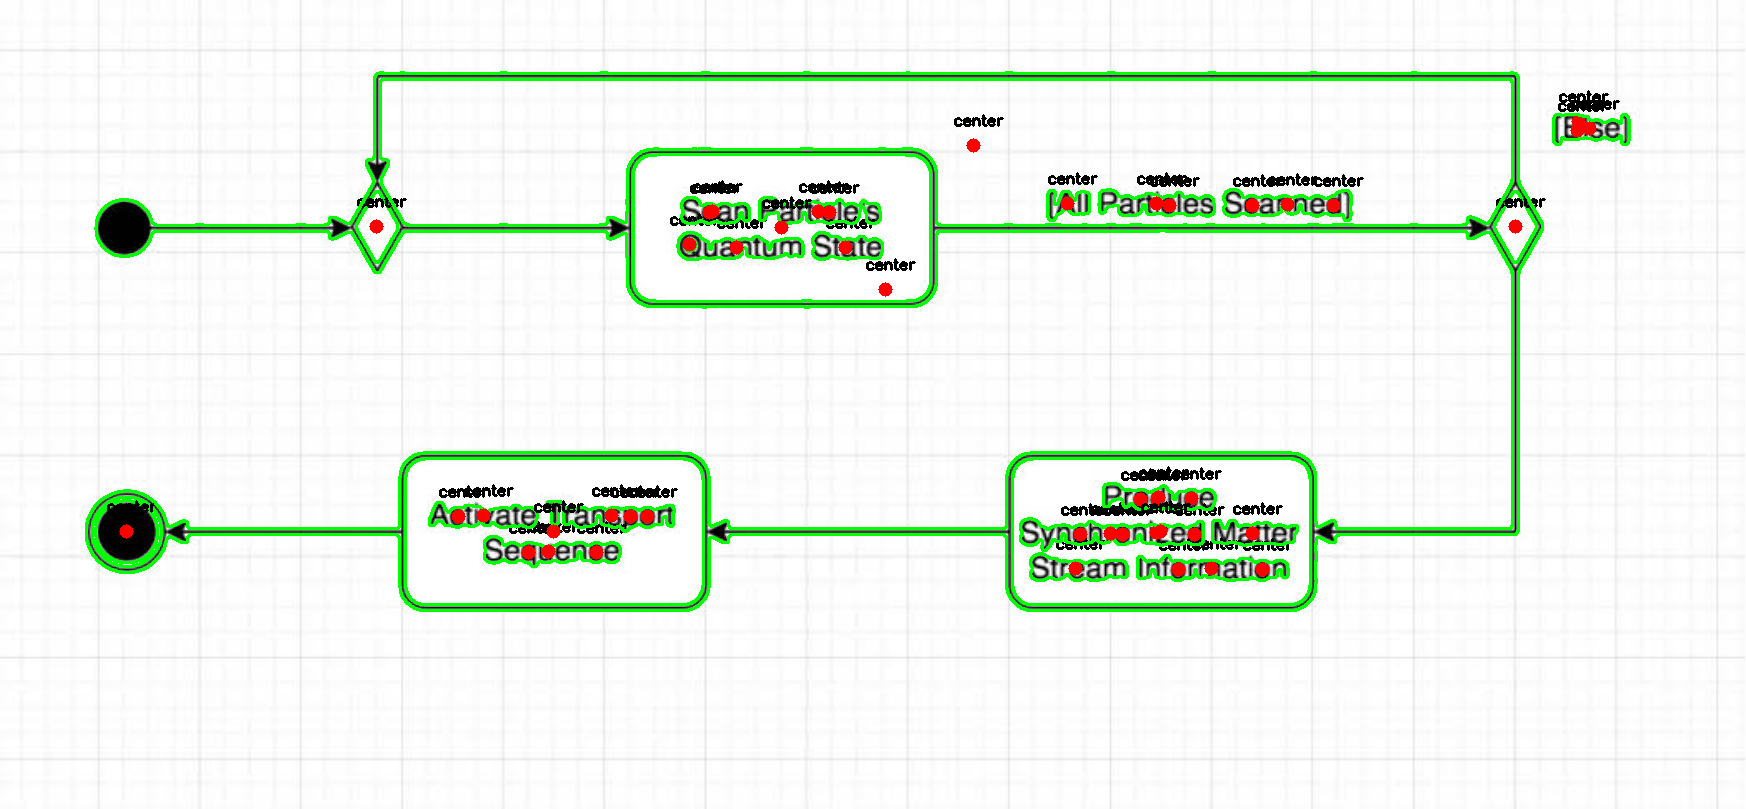 center
center
[Else]
center
[All Particles Scanned]
center
Scan Particle's
Quantum State
center
center
center
center
Activate Transport
Sequence
center
Produce
Synchronized Matter
Stream Information
center